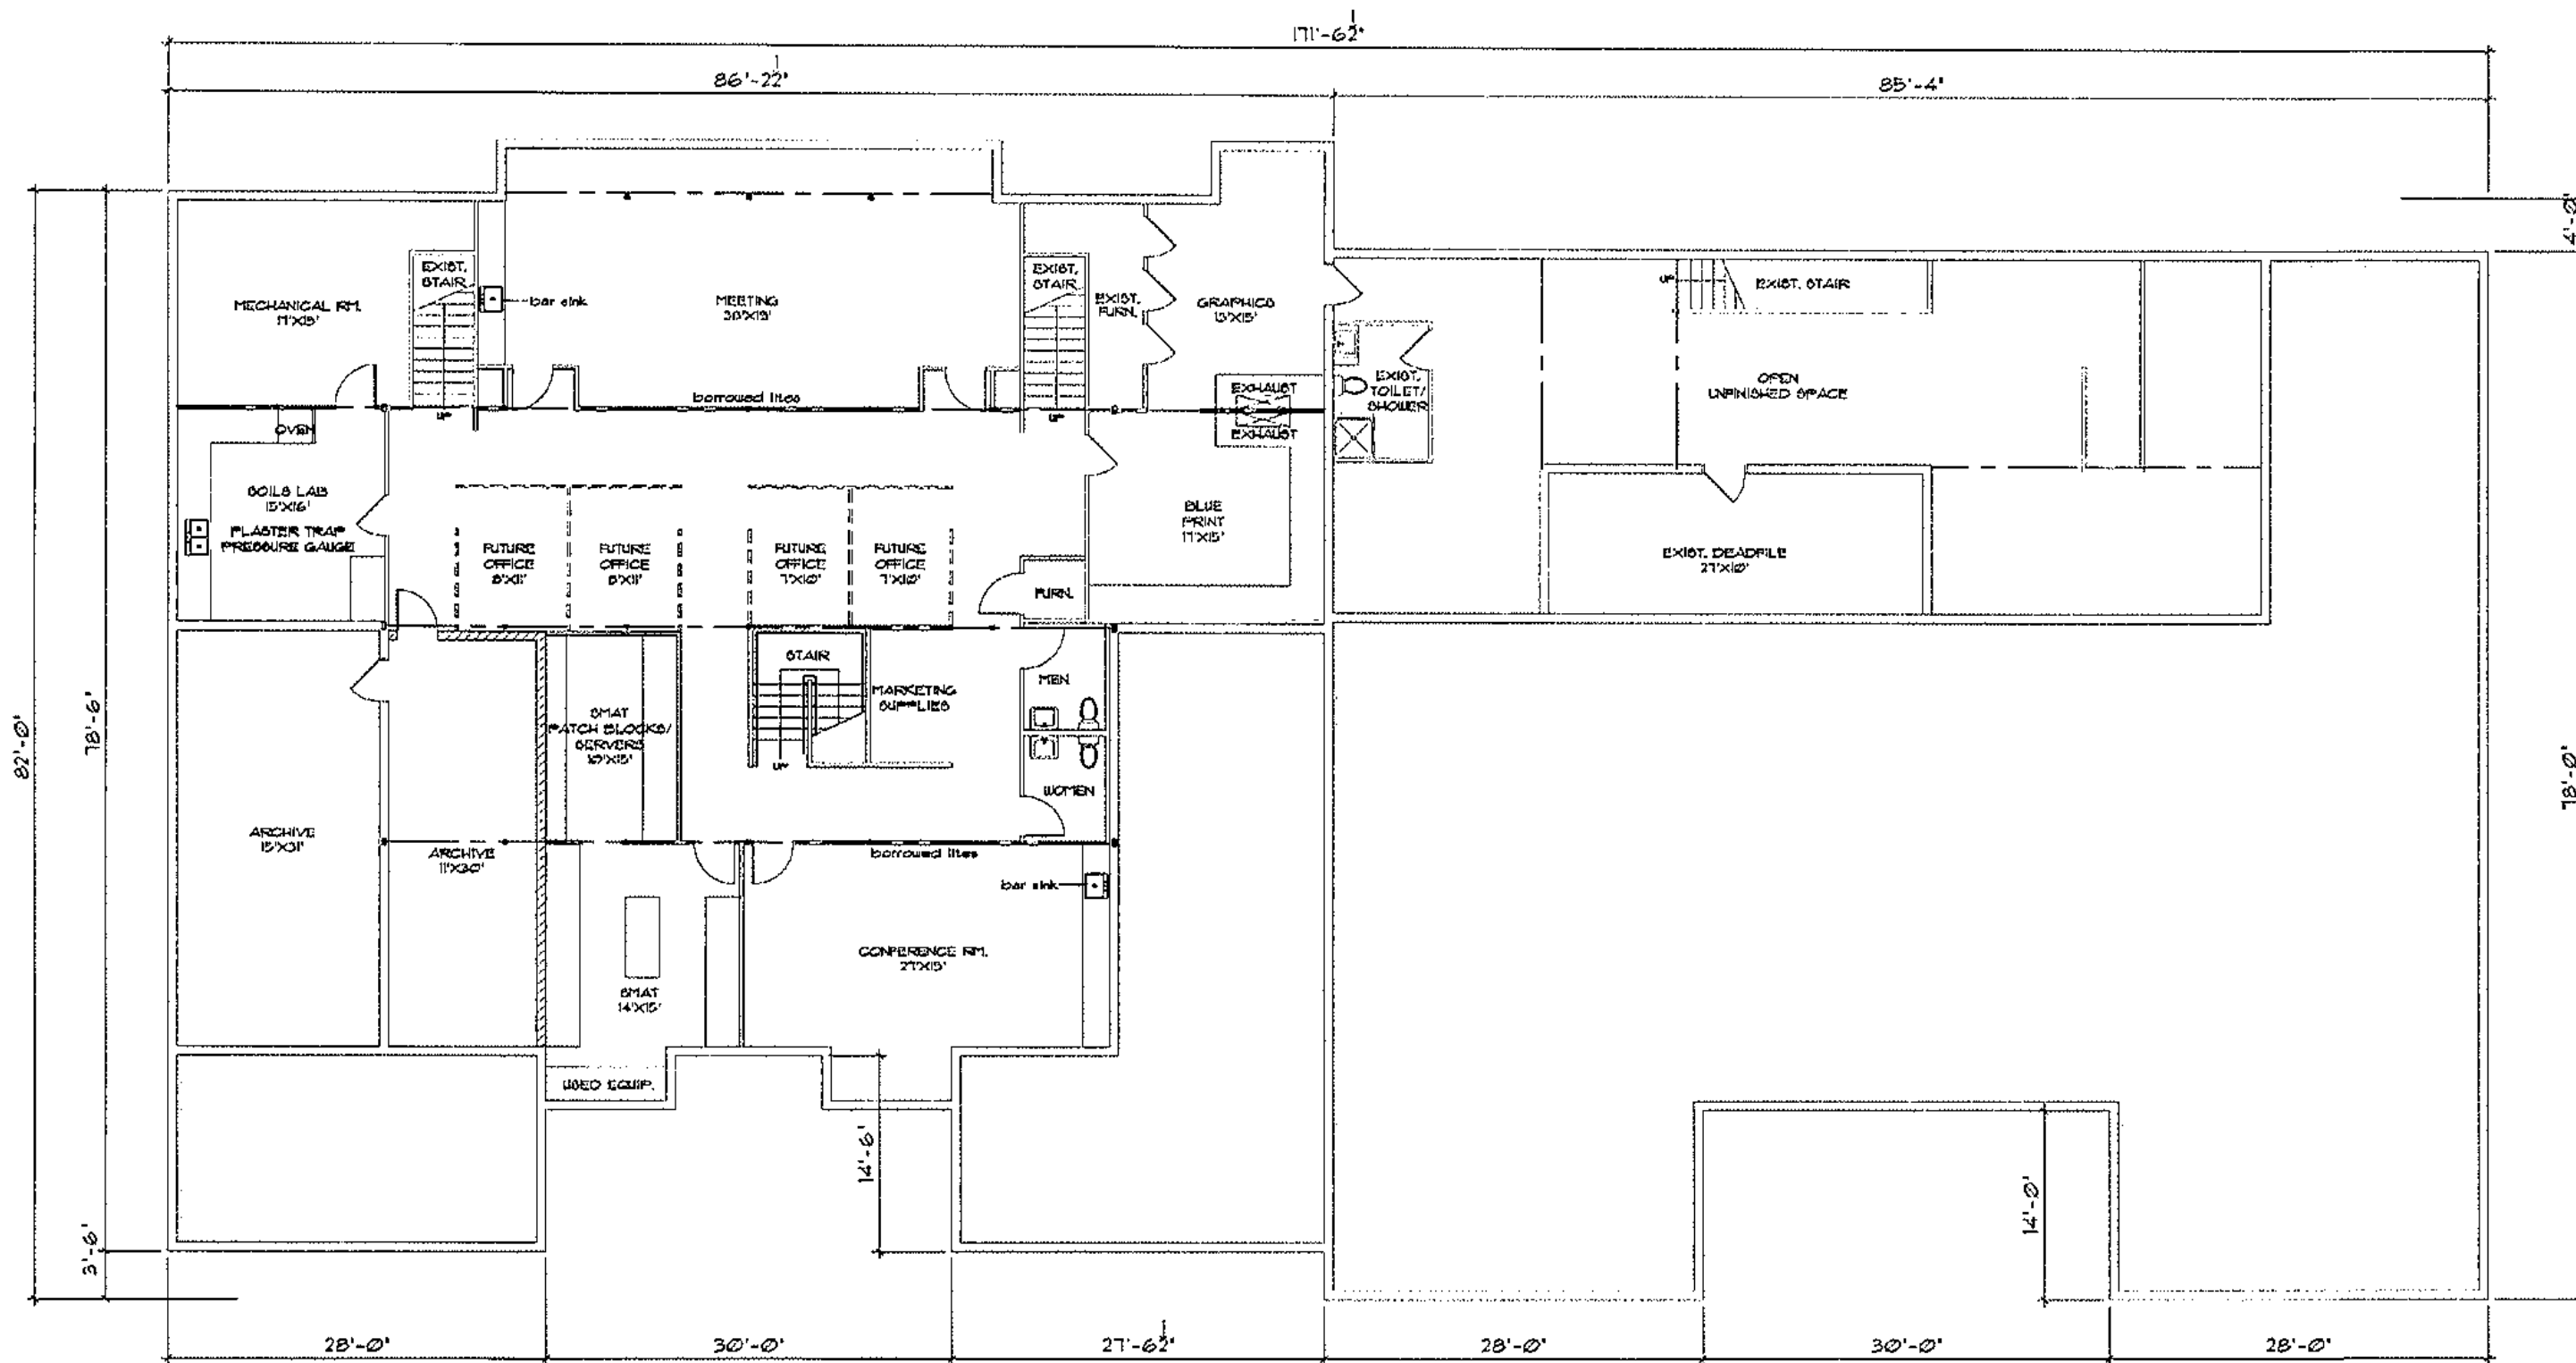 171'-6½"
86'-2½"
85'-4"
4'-0"
EXIST.
STAIR
bar sink
MECHANICAL RM.
17'X15'
MEETING
30'X19'
EXIST.
STAIR
EXIST.
FURN.
GRAPHICS
13'X15'
UP
EXIST. STAIR
EXHAUST
EXHAUST
EXIST.
TOILET/
SHOWER
OPEN
UNFINISHED SPACE
borrowed lites
UP
UP
OVEN
SOILS LAB
15'X16'
PLASTER TRAP
PRESSURE GAUGE
FUTURE
OFFICE
8'X11'
FUTURE
OFFICE
8'X11'
FUTURE
OFFICE
7'X10'
FUTURE
OFFICE
7'X10'
BLUE
PRINT
17'X15'
FURN.
EXIST. DEADFILE
27'X10'
STAIR
MARKETING
SUPPLIES
MEN
SMAT
PATCH BLOCKS/
SERVERS
10'X15'
UP
WOMEN
82'-0"
78'-6"
78'-0"
ARCHIVE
15'X31'
ARCHIVE
11'X30'
borrowed lites
bar sink
CONFERENCE RM.
27'X15'
SMAT
14'X15'
USED EQUIP.
14'-6"
14'-0"
3'-6"
28'-0"
30'-0"
27'-6½"
28'-0"
30'-0"
28'-0"